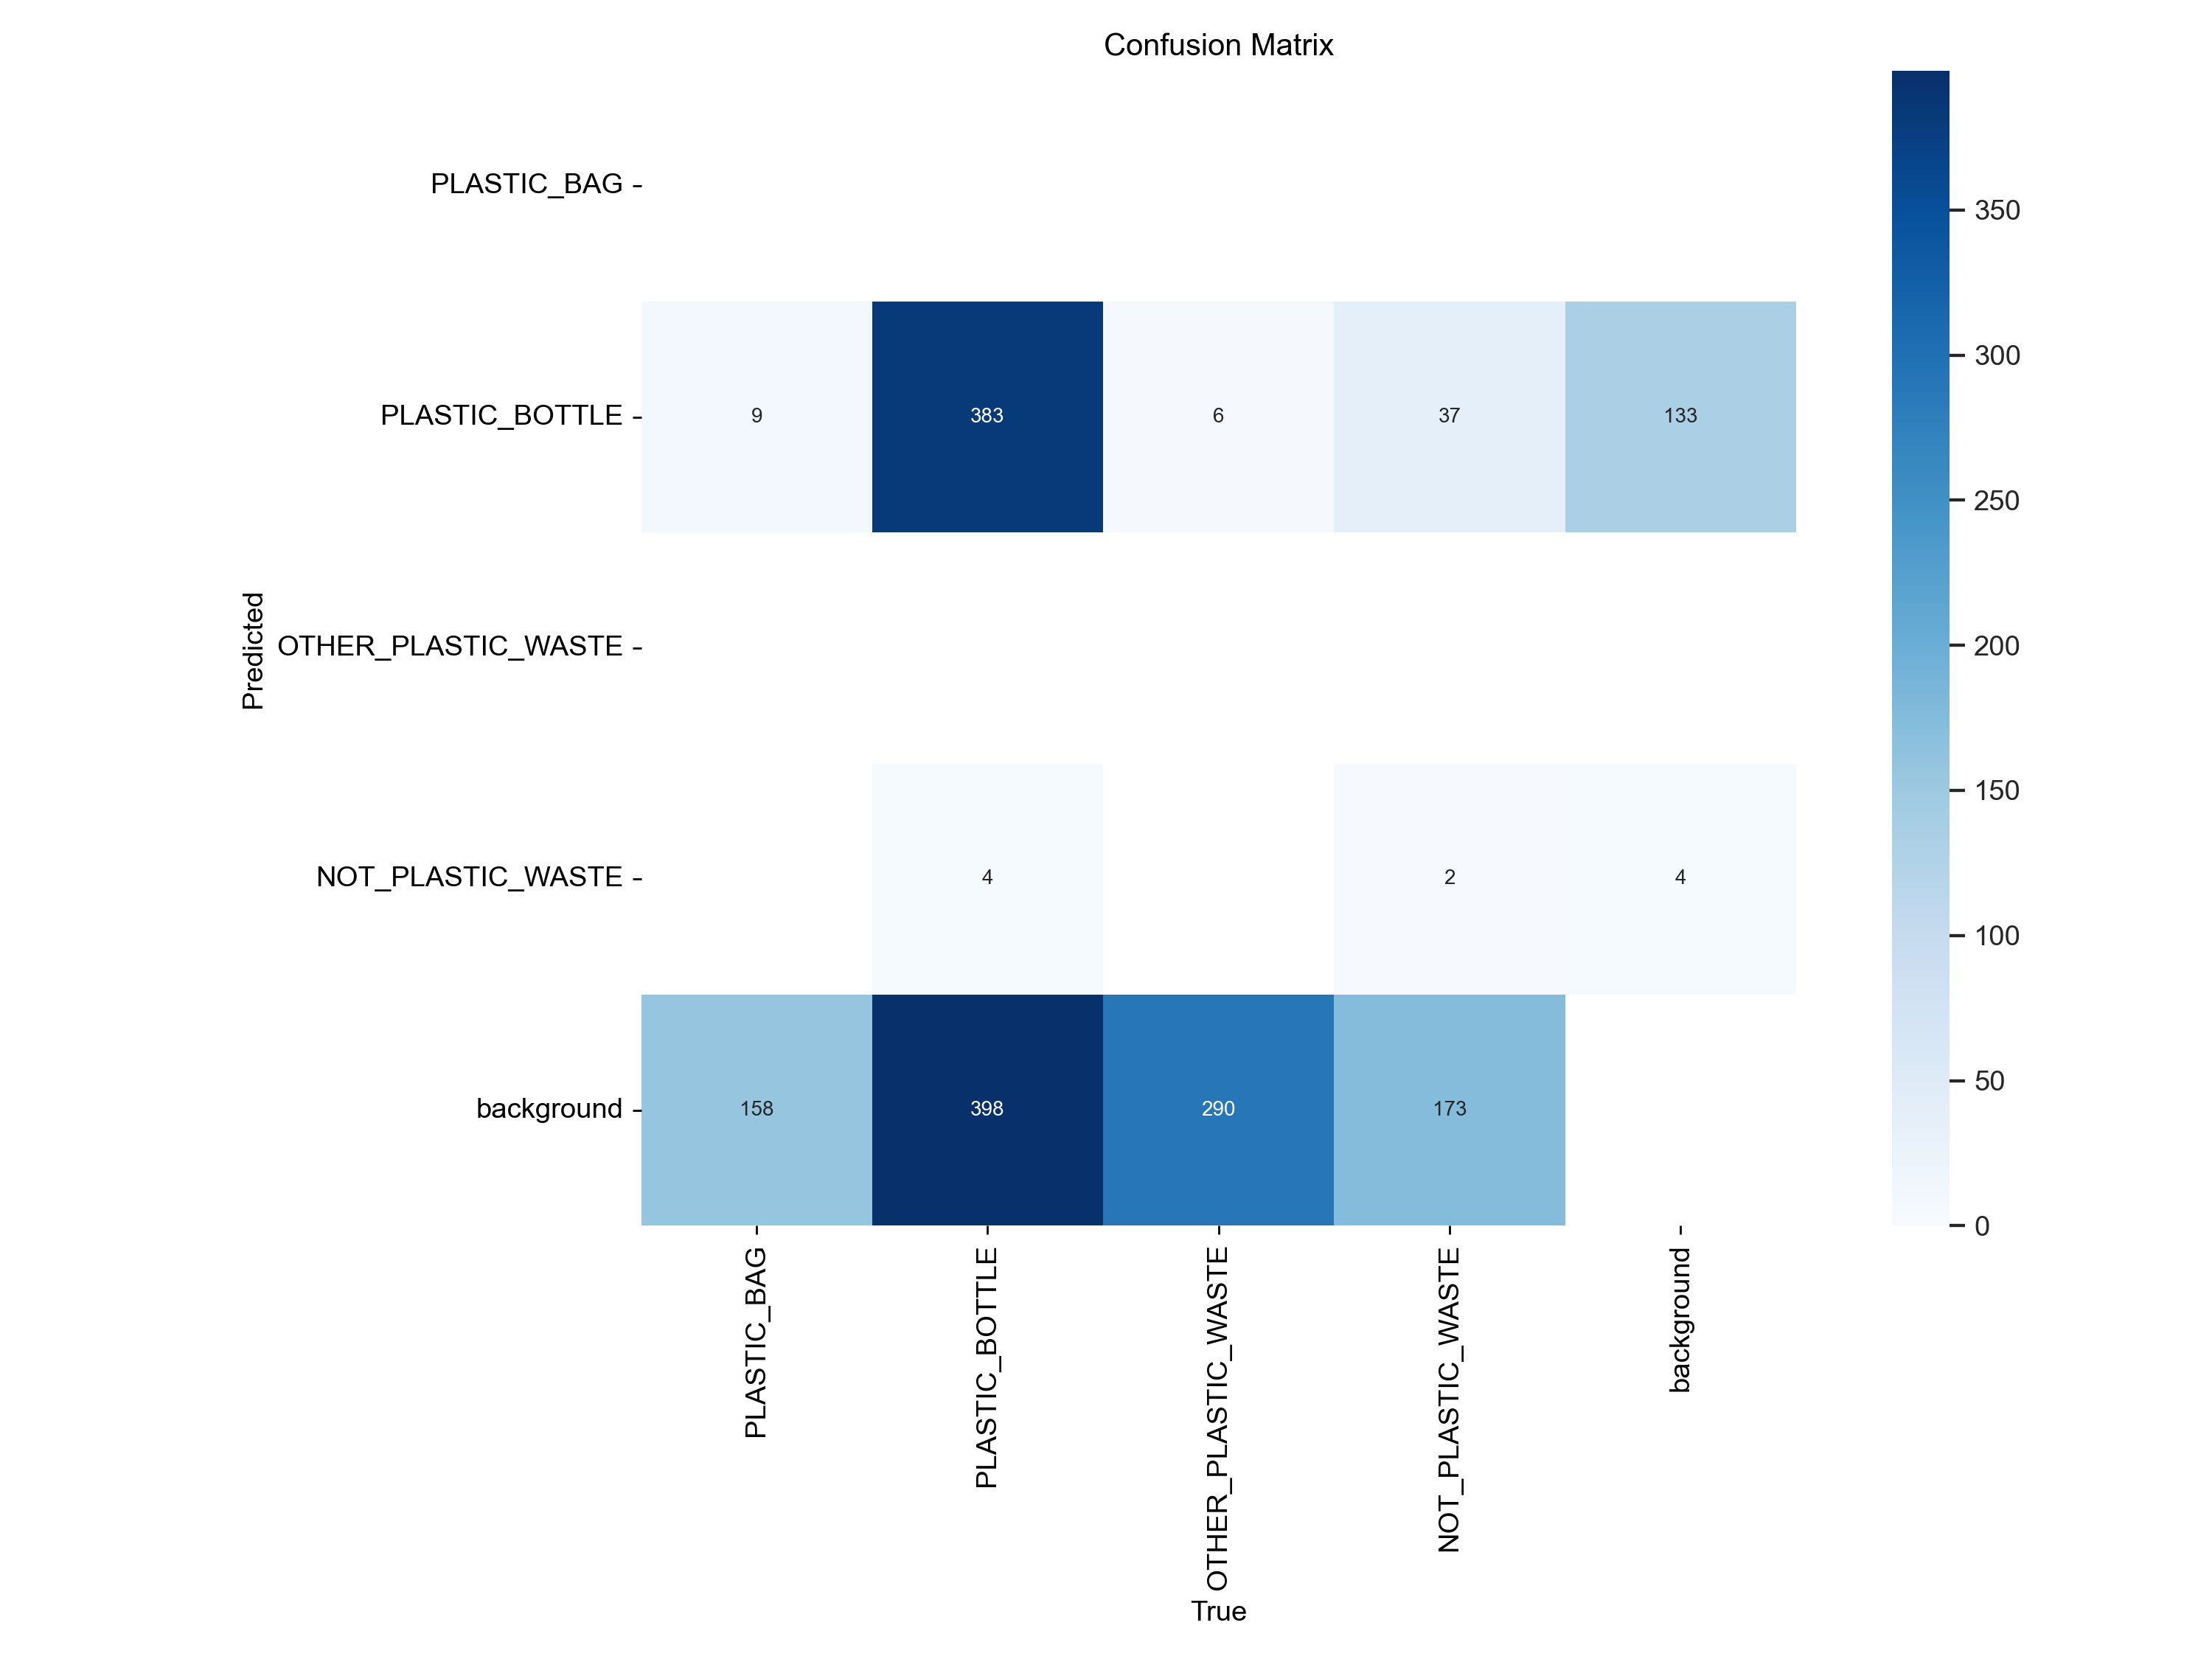 Confusion Matrix
PLASTIC_BAG
PLASTIC_BOTTLE
OTHER_PLASTIC_WASTE
NOT_PLASTIC_WASTE
background
Predicted
9 383 6 37 133
4 2 4
158 398 290 173
PLASTIC_BAG
PLASTIC_BOTTLE
OTHER_PLASTIC_WASTE
NOT_PLASTIC_WASTE
background
True
350
300
250
200
150
100
50
0